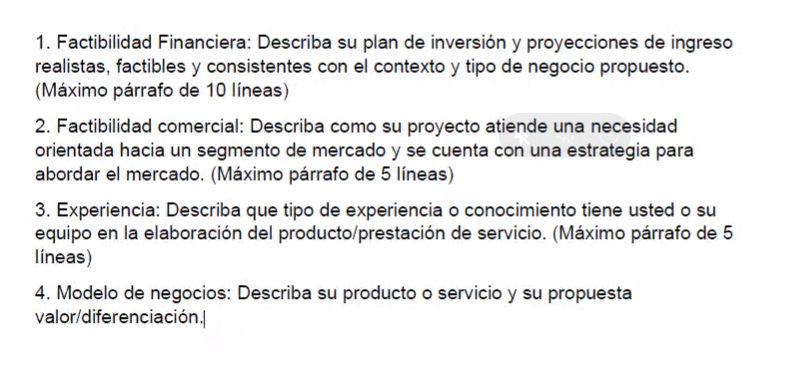 1. Factibilidad Financiera: Describa su plan de inversión y proyecciones de ingreso
realistas, factibles y consistentes con el contexto y tipo de negocio propuesto.
(Máximo párrafo de 10 líneas)
2. Factibilidad comercial: Describa como su proyecto atiende una necesidad
orientada hacia un segmento de mercado y se cuenta con una estrategia para
abordar el mercado. (Máximo párrafo de 5 líneas)
3. Experiencia: Describa que tipo de experiencia o conocimiento tiene usted o su
equipo en la elaboración del producto/prestación de servicio. (Máximo párrafo de 5
líneas)
4. Modelo de negocios: Describa su producto o servicio y su propuesta
valor/diferenciación.